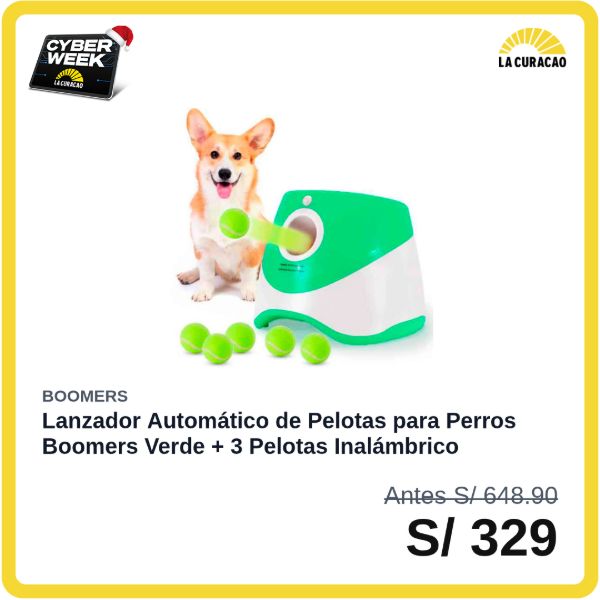 CYBER
WEEK
LA CURACAO
LA CURACAO
BOOMERS
Lanzador Automático de Pelotas para Perros
Boomers Verde + 3 Pelotas Inalámbrico
Antes S/ 648.90
S/ 329